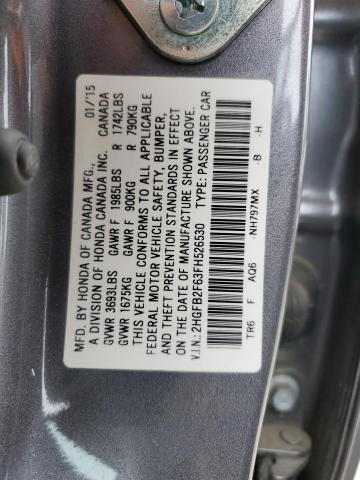 MFD. BY HONDA OF CANADA MFG., 01/'15
A DIVISION OF HONDA CANADA INC. CANADA
GVWR 3693LBS GAWR F 1985LBS R 1742LBS
GVWR 1675KG GAWR F 900KG R 790KG
THIS VEHICLE CONFORMS TO ALL APPLICABLE
FEDERAL MOTOR VEHICLE SAFETY, BUMPER,
AND THEFT PREVENTION STANDARDS IN EFFECT
ON THE DATE OF MANUFACTURE SHOWN ABOVE.
V.I.N.: 2HGFB2F63FH526530 TYPE: PASSENGER CAR
TR6 F AQ6 NH797MX B H